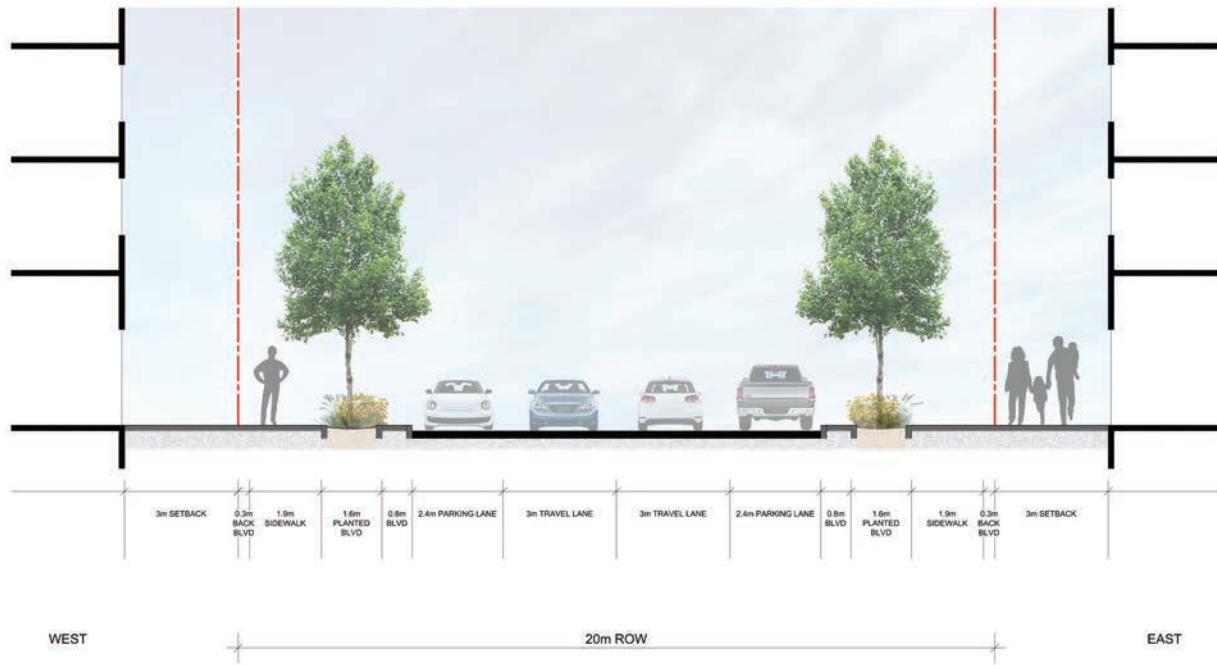 3m SETBACK
0.3m
BACK
BLVD
1.9m
SIDEWALK
1.6m
PLANTED
BLVD
0.8m
BLVD
2.4m PARKING LANE
3m TRAVEL LANE
3m TRAVEL LANE
2.4m PARKING LANE
0.8m
BLVD
1.6m
PLANTED
BLVD
1.9m
SIDEWALK
0.3m
BACK
BLVD
3m SETBACK
WEST
20m ROW
EAST